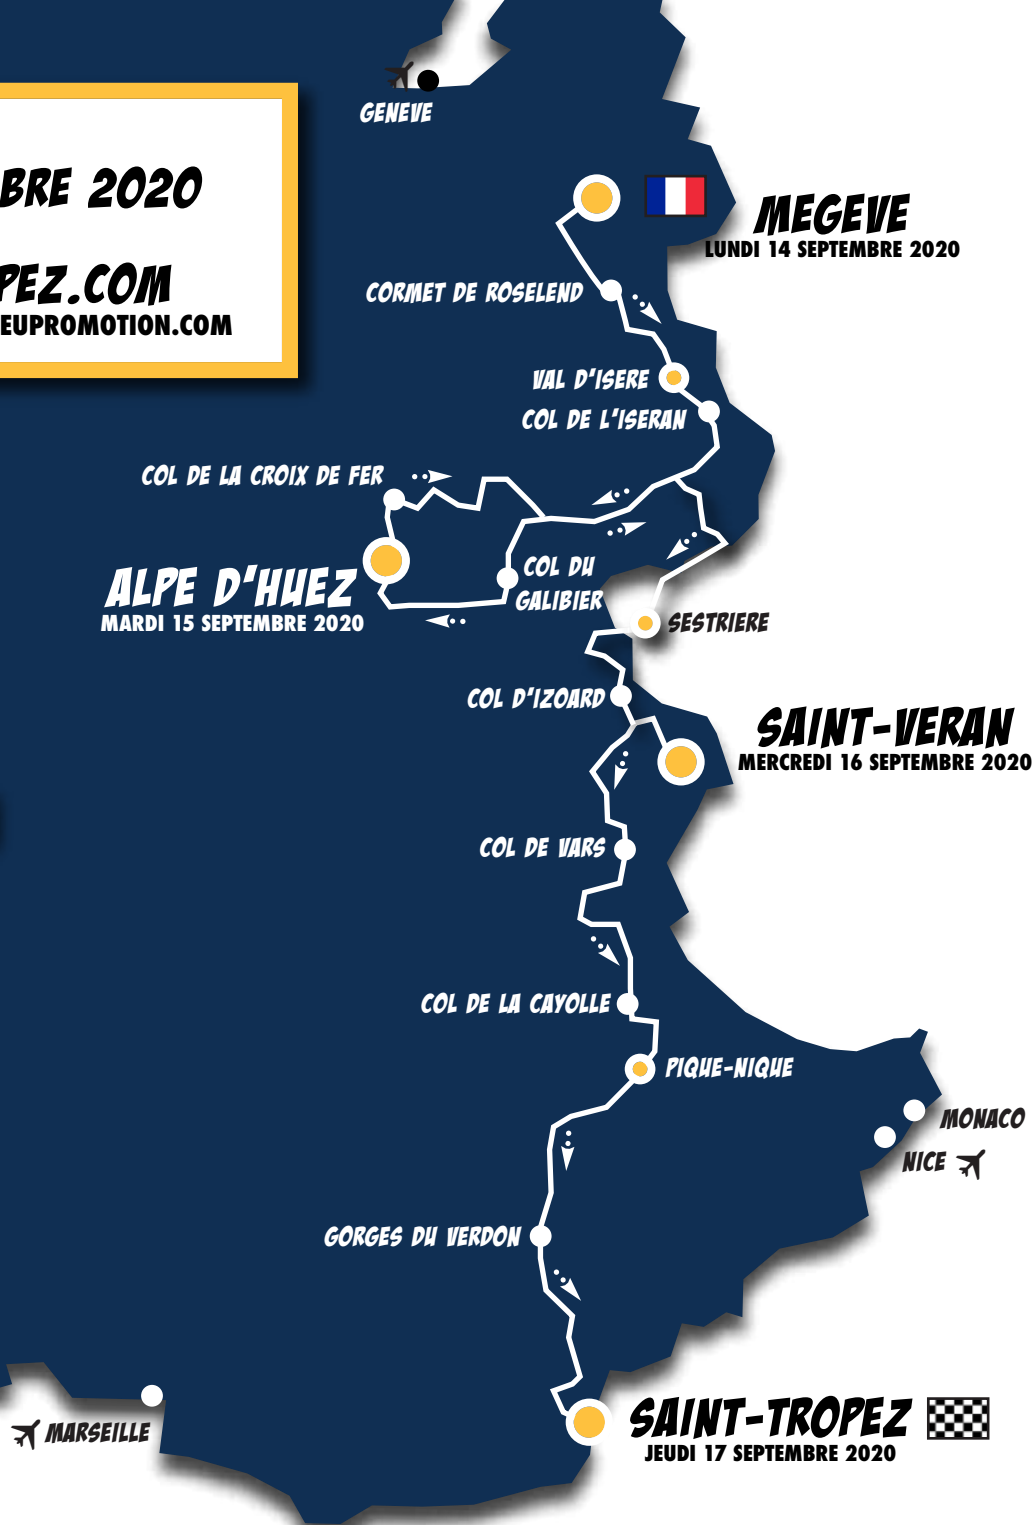 GENEVE
BRE 2020
PEZ.COM
EUPROMOTION.COM
MEGEVE
LUNDI 14 SEPTEMBRE 2020
CORMET DE ROSELEND
VAL D'ISERE
COL DE L'ISERAN
COL DE LA CROIX DE FER
COL DU
GALIBIER
ALPE D'HUEZ
MARDI 15 SEPTEMBRE 2020
SESTRIERE
COL D'IZOARD
SAINT-VERAN
MERCREDI 16 SEPTEMBRE 2020
COL DE VARS
COL DE LA CAYOLLE
PIQUE-NIQUE
MONACO
NICE
GORGES DU VERDON
SAINT-TROPEZ
JEUDI 17 SEPTEMBRE 2020
MARSEILLE